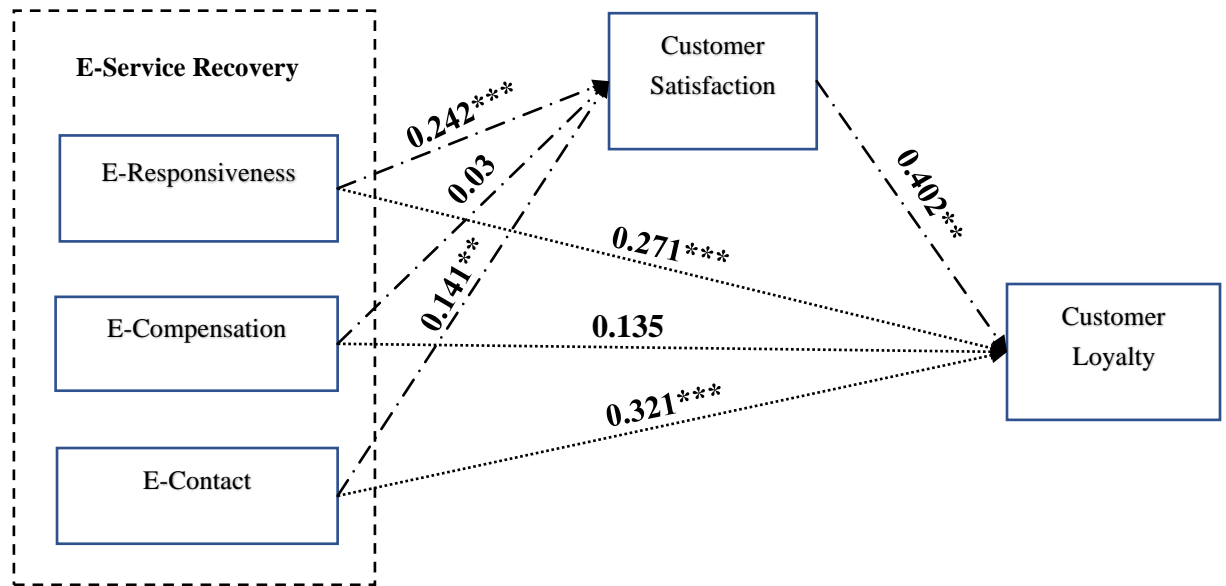 E-Service Recovery
E-Responsiveness
E-Compensation
E-Contact
0.242***
0.03
0.141**
Customer
Satisfaction
0.271***
0.135
0.321***
0.402**
Customer
Loyalty